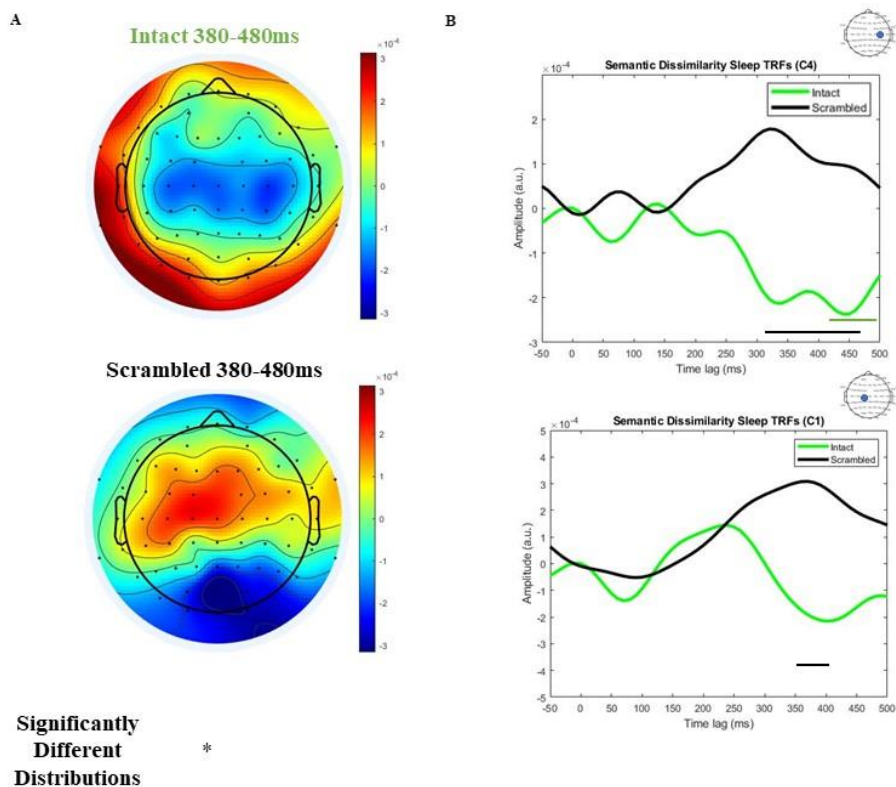 A
Intact 380-480ms
×10⁻⁴
3
2
1
0
-1
-2
-3
Scrambled 380-480ms
×10⁻⁴
3
2
1
0
-1
-2
-3
Significantly
Different
Distributions
*
B
Semantic Dissimilarity Sleep TRFs (C4)
×10⁻⁴
Intact
Scrambled
2
1
0
-1
-2
-3
Amplitude (a.u.)
-50 0 50 100 150 200 250 300 350 400 450 500
Time lag (ms)
Semantic Dissimilarity Sleep TRFs (C1)
×10⁻⁴
Intact
Scrambled
5
4
3
2
1
0
-1
-2
-3
-4
-5
Amplitude (a.u.)
-50 0 50 100 150 200 250 300 350 400 450 500
Time lag (ms)